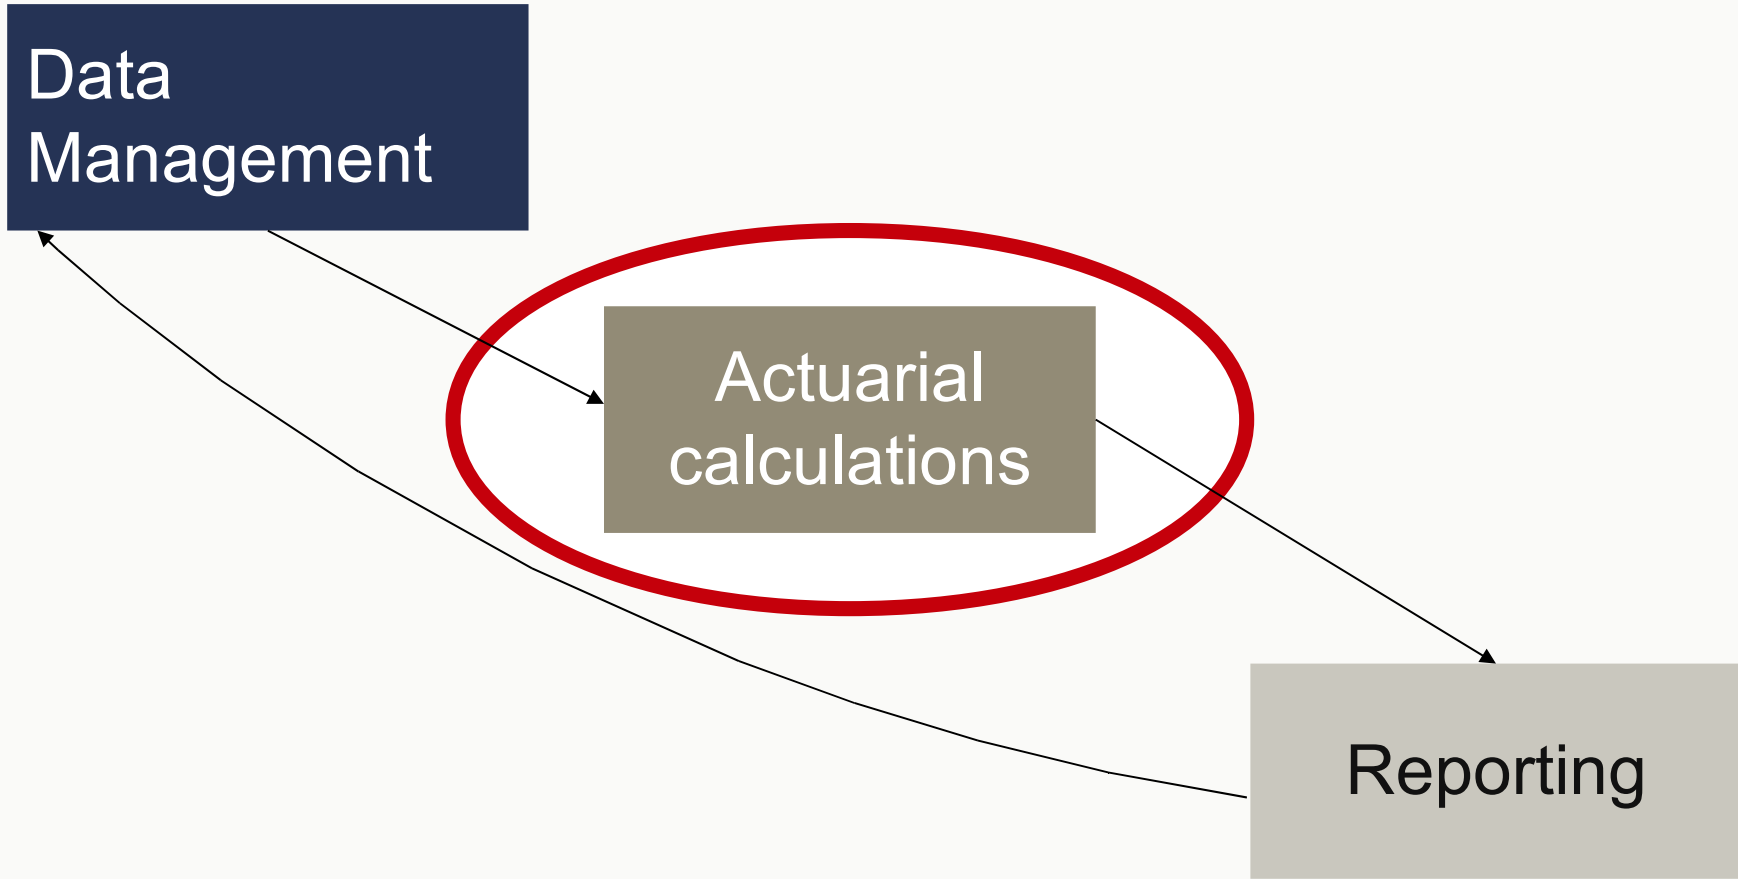 Data
Management
Actuarial
calculations
Reporting